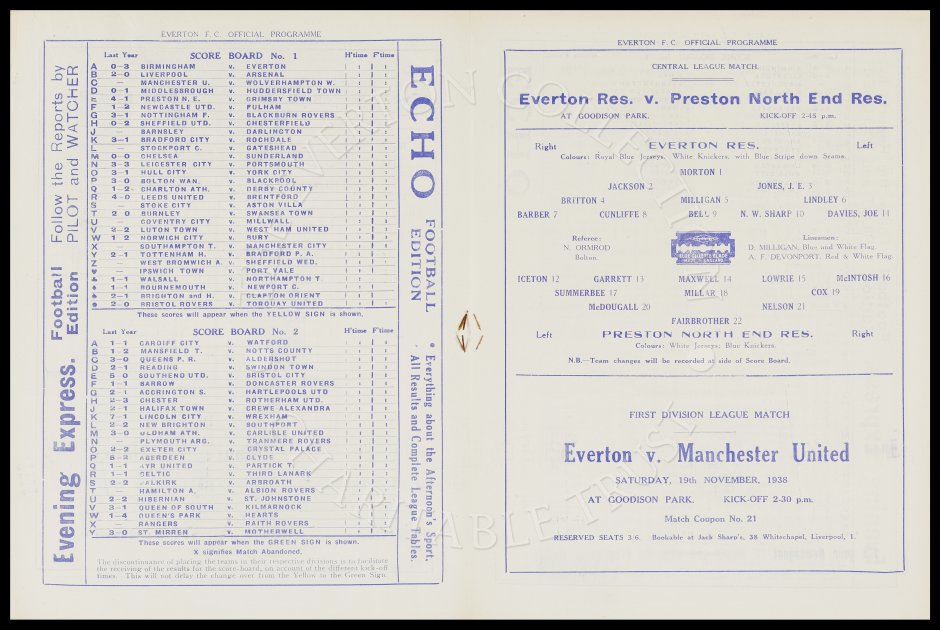 EVERTON F.C. OFFICIAL PROGRAMME
Evening Express. Football Edition
Follow the Reports by PILOT and WATCHER
Last Year SCORE BOARD No. 1 H'time F'time
A 0-3 BIRMINGHAM v. EVERTON
B 2-0 LIVERPOOL v. ARSENAL
C — MANCHESTER U. v. WOLVERHAMPTON W.
D 0-1 MIDDLESBROUGH v. HUDDERSFIELD TOWN
E 4-1 PRESTON N. E. v. GRIMSBY TOWN
F 1-3 NEWCASTLE UTD. v. FULHAM
G 3-1 NOTTINGHAM F. v. BLACKBURN ROVERS
H 0-2 SHEFFIELD UTD. v. CHESTERFIELD
J — BARNSLEY v. DARLINGTON
K 3-1 BRADFORD CITY v. ROCHDALE
L — STOCKPORT C. v. GATESHEAD
M 0-0 CHELSEA v. SUNDERLAND
N 3-3 LEICESTER CITY v. PORTSMOUTH
O 3-1 HULL CITY v. YORK CITY
P 3-0 BOLTON WAN. v. BLACKPOOL
Q 1-2 CHARLTON ATH. v. DERBY COUNTY
R 4-0 LEEDS UNITED v. BRENTFORD
S — STOKE CITY v. ASTON VILLA
T 2 0 BURNLEY v. SWANSEA TOWN
U — COVENTRY CITY v. MILLWALL
V 2-2 LUTON TOWN v. WEST HAM UNITED
W 1 2 NORWICH CITY v. BURY
X — SOUTHAMPTON T. v. MANCHESTER CITY
Y 2-1 TOTTENHAM H. v. BRADFORD P. A.
Z WEST BROMWICH A. v. SHEFFIELD WED.
♥ — IPSWICH TOWN v. PORT VALE
♦ 1-1 WALSALL v. NORTHAMPTON T.
♠ 1-1 BOURNEMOUTH v. NEWPORT C.
♣ 2-1 BRIGHTON and H. v. CLAPTON ORIENT
● 2-0 BRISTOL ROVERS v. TORQUAY UNITED
These scores will appear when the YELLOW SIGN is shown.
Last Year SCORE BOARD No. 2 H'time F'time
A 1-1 CARDIFF CITY v. WATFORD
B 1-2 MANSFIELD T. v. NOTTS COUNTY
C 3-0 QUEENS P. R. v. ALDERSHOT
D 2-1 READING v. SWINDON TOWN
E 5-0 SOUTHEND UTD. v. BRISTOL CITY
F 1-1 BARROW v. DONCASTER ROVERS
G 2-1 ACCRINGTON S. v. HARTLEPOOLS UTD
H 2-3 CHESTER v. ROTHERHAM UTD.
J 2-1 HALIFAX TOWN v. CREWE ALEXANDRA
K 7-1 LINCOLN CITY v. WREXHAM
L 2-2 NEW BRIGHTON v. SOUTHPORT
M 3-0 OLDHAM ATH. v. CARLISLE UNITED
N — PLYMOUTH ARG. v. TRANMERE ROVERS
O 2-2 EXETER CITY v. CRYSTAL PALACE
P ABERDEEN v. CLYDE
Q 1-1 AYR UNITED v. PARTICK T.
R 1-1 CELTIC v. THIRD LANARK
S 2-2 FALKIRK v. ARBROATH
T HAMILTON A. v. ALBION ROVERS
U 2-2 HIBERNIAN v. ST. JOHNSTONE
V 3-1 QUEEN OF SOUTH v. KILMARNOCK
W 1-4 QUEEN'S PARK v. HEARTS
X — RANGERS v. RAITH ROVERS
Y 3-0 ST. MIRREN v. MOTHERWELL
These scores will appear when the GREEN SIGN is shown.
X signifies Match Abandoned,
The discontinuance of placing the teams in their respective divisions is to facilitate
the receiving of the results for the score-board, on account of the different kick-off
times. This will not delay the change over from the Yellow to the Green Sign.
ECHO FOOTBALL EDITION
Everything about the Afternoon's Sport.
All Results and Complete League Tables.
EVERTON F.C. OFFICIAL PROGRAMME
CENTRAL LEAGUE MATCH.
Everton Res. v. Preston North End Res.
AT GOODISON PARK. KICK-OFF 2-45 p.m.
Right EVERTON RES. Left
Colours: Royal Blue Jerseys, White Knickers, with Blue Stripe down Seams.
MORTON 1
JACKSON 2 JONES, J. E. 3
BRITTON 4 MILLIGAN 5 LINDLEY 6
BARBER 7 CUNLIFFE 8 BELL 9 N. W. SHARP 10 DAVIES, JOE 11
Referee: Linesmen:
N. ORMROD D. MILLIGAN, Blue and White Flag.
Bolton. A. F. DEVONPORT, Red & White Flag.
ICETON 12 GARRETT 13 MAXWELL 14 LOWRIE 15 McINTOSH 16
SUMMERBEE 17 MILLAR 18 COX 19
McDOUGALL 20 NELSON 21
FAIRBROTHER 22
Left PRESTON NORTH END RES. Right
Colours: White Jerseys; Blue Knickers.
N.B.—Team changes will be recorded at side of Score Board.
FIRST DIVISION LEAGUE MATCH
Everton v. Manchester United
SATURDAY, 19th NOVEMBER, 1938
AT GOODISON PARK. KICK-OFF 2-30 p.m.
Match Coupon No. 21
RESERVED SEATS 3/6. Bookable at Jack Sharp's, 38 Whitechapel, Liverpool, 1.
EVERTON COLLECTION
CHARITABLE TRUST